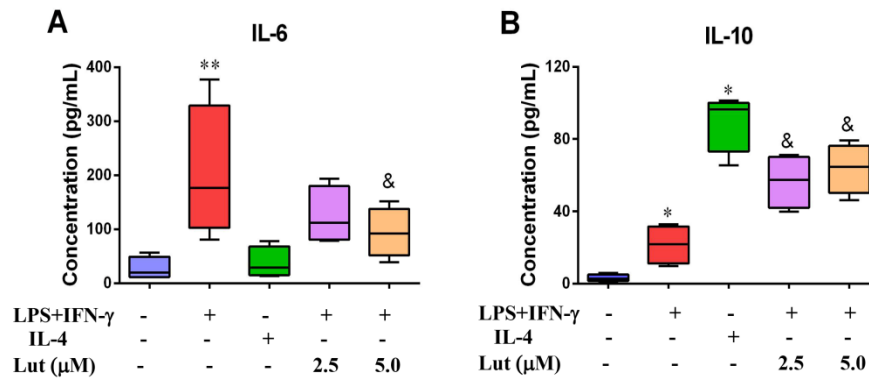 A B
IL-6 IL-10
Concentration (pg/mL) Concentration (pg/mL)
400 120
300 80
200 40
100 0
0
** & * * & &
LPS+IFN-γ - + - + + LPS+IFN-γ - + - + +
IL-4 - - + - - IL-4 - - + - -
Lut (μM) - - - 2.5 5.0 Lut (μM) - - - 2.5 5.0